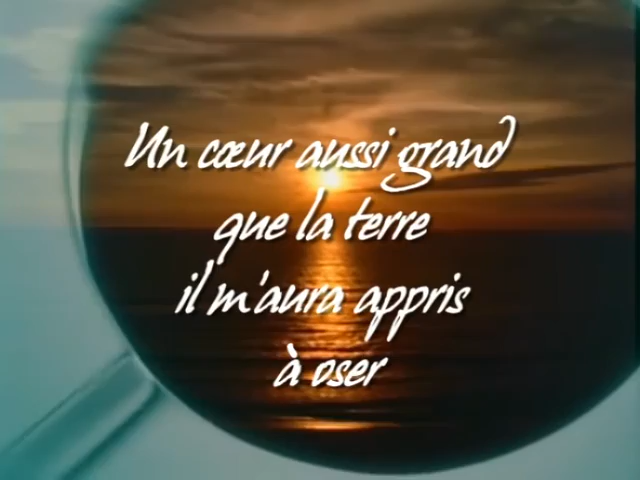 Un cœur aussi grand
que la terre
il m'aura appris
à oser